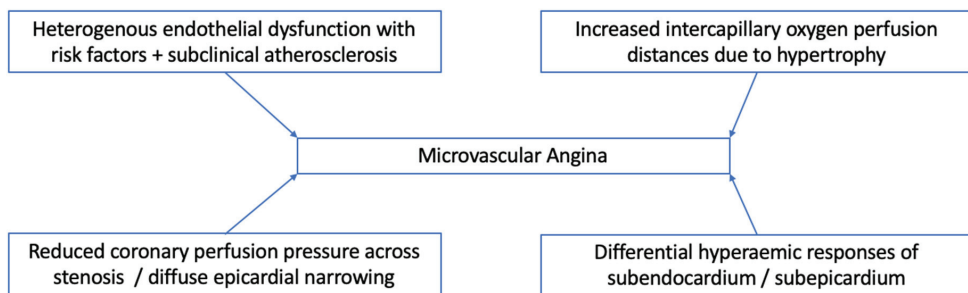 Heterogenous endothelial dysfunction with
risk factors + subclinical atherosclerosis
Increased intercapillary oxygen perfusion
distances due to hypertrophy
Microvascular Angina
Reduced coronary perfusion pressure across
stenosis / diffuse epicardial narrowing
Differential hyperaemic responses of
subendocardium / subepicardium